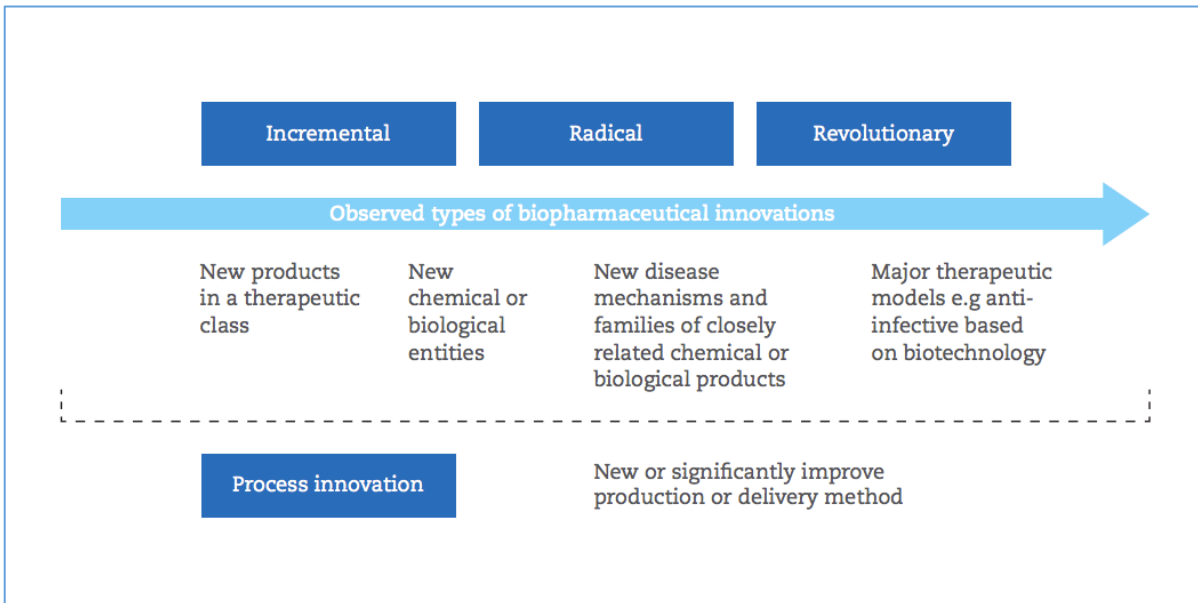 Incremental
Radical
Revolutionary
Observed types of biopharmaceutical innovations
New products
in a therapeutic
class
New
chemical or
biological
entities
New disease
mechanisms and
families of closely
related chemical or
biological products
Major therapeutic
models e.g anti-
infective based
on biotechnology
Process innovation
New or significantly improve
production or delivery method